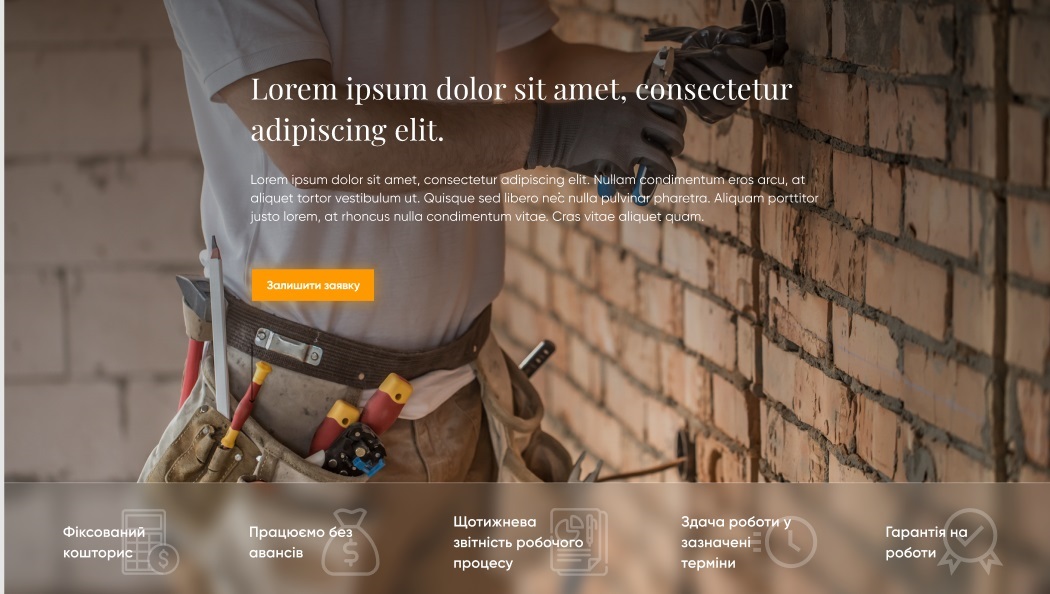 Lorem ipsum dolor sit amet, consectetur
adipiscing elit.
Lorem ipsum dolor sit amet, consectetur adipiscing elit. Nullam condimentum eros arcu, at
aliquet tortor vestibulum ut. Quisque sed libero nec nulla pulvinar pharetra. Aliquam porttitor
justo lorem, at rhoncus nulla condimentum vitae. Cras vitae aliquet quam.
Залишити заявку
Фіксований
кошторис
Працюємо без
авансів
Щотижнева
звітність робочого
процесу
Здача роботи у
зазначені
терміни
Гарантія на
роботи